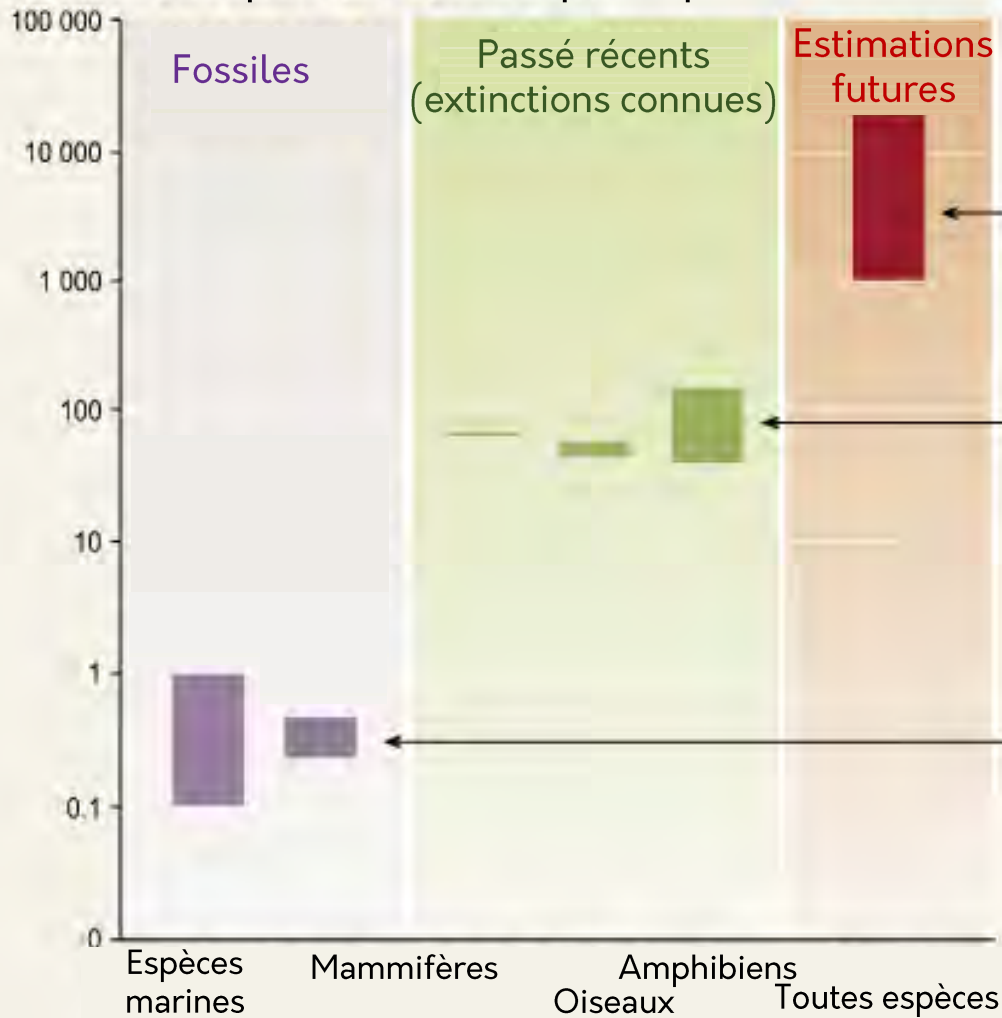 100 000
10 000
1 000
100
10
1
0.1
0
Fossiles
Passé récents
(extinctions connues)
Estimations
futures
Espèces
marines
Mammifères
Oiseaux
Amphibiens
Toutes espèces